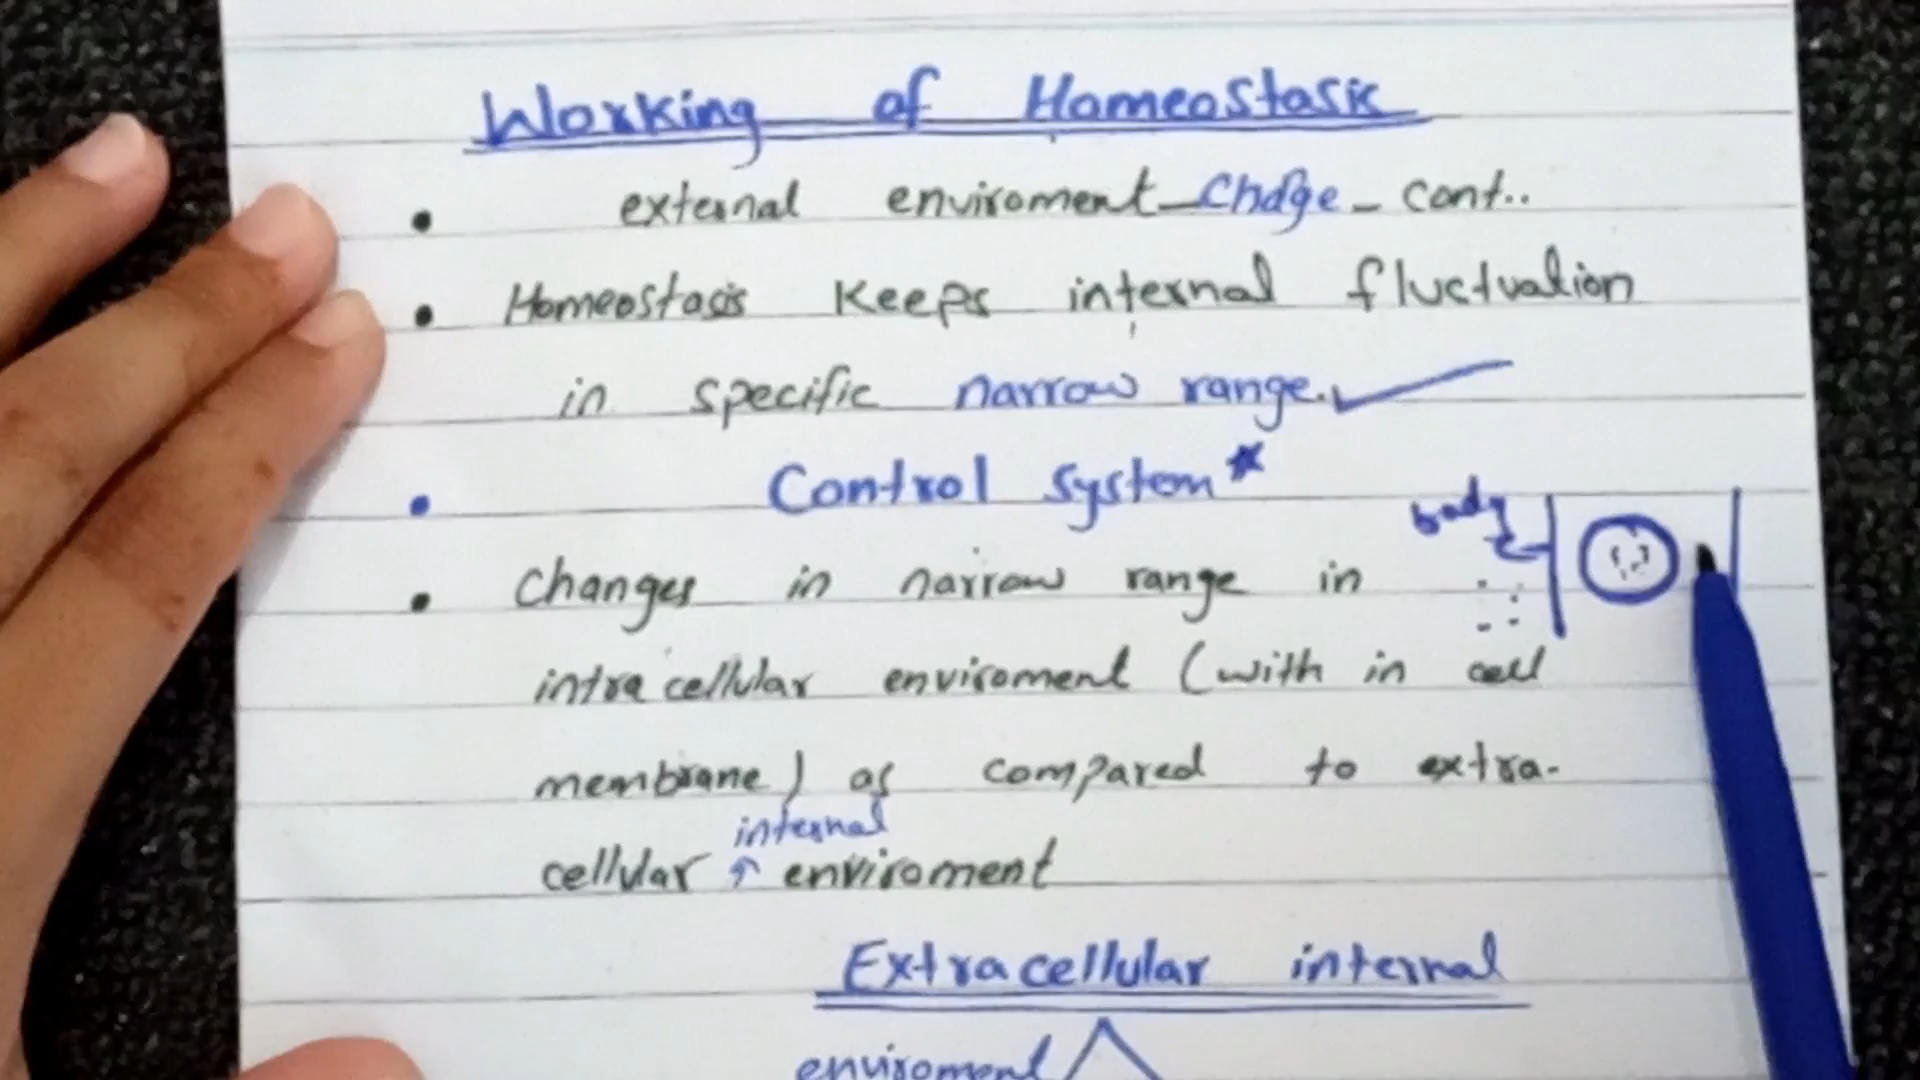 Working of Homeostasis
• external enviroment - Chage - cont..
• Homeostasis Keeps internal fluctuation
in specific narrow range. ✓
• Control system *
body
• Changes in narrow range in
intra cellular enviroment (with in cell
membrane) as compared to extra-
internal
cellular ↑ enviroment
Extracellular internal
enviroment